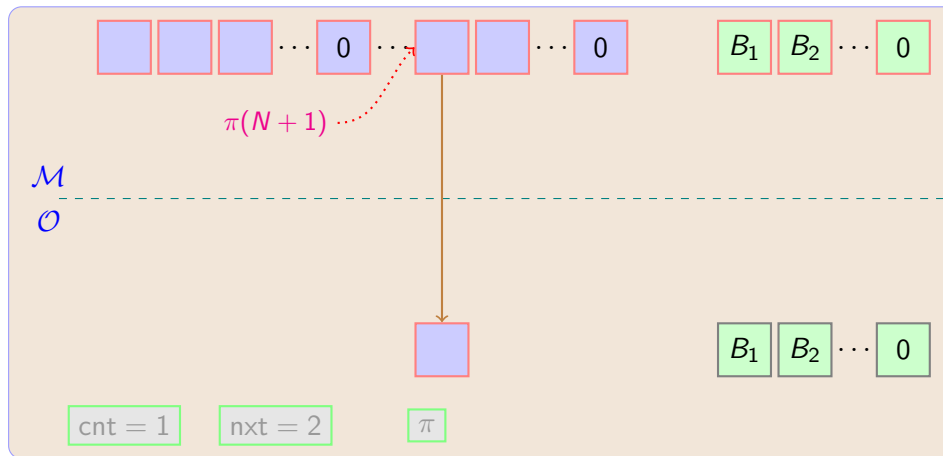 ⋯ 0 ⋯ ⋯ 0 B₁ B₂ ⋯ 0
π(N + 1)
ℳ
𝒪
B₁ B₂ ⋯ 0
cnt = 1 nxt = 2 π